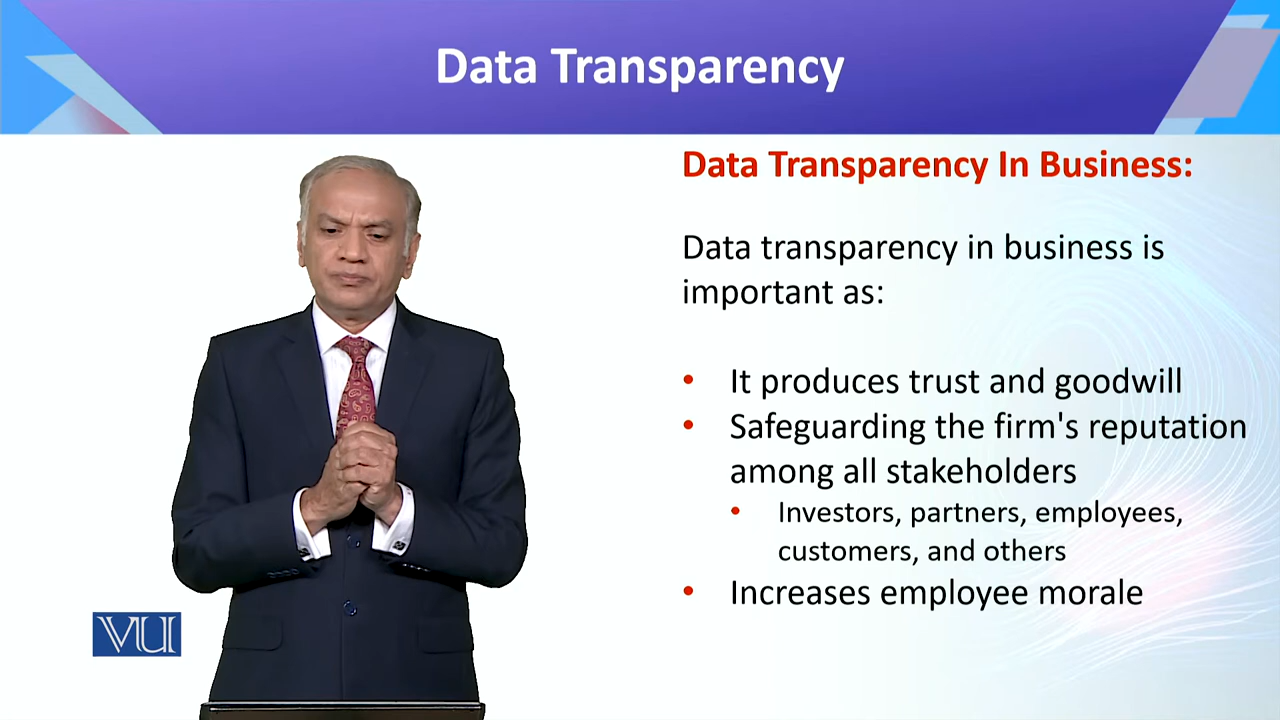 Data Transparency
Data Transparency In Business:
Data transparency in business is
important as:
• It produces trust and goodwill
• Safeguarding the firm's reputation
among all stakeholders
• Investors, partners, employees,
customers, and others
• Increases employee morale
VU